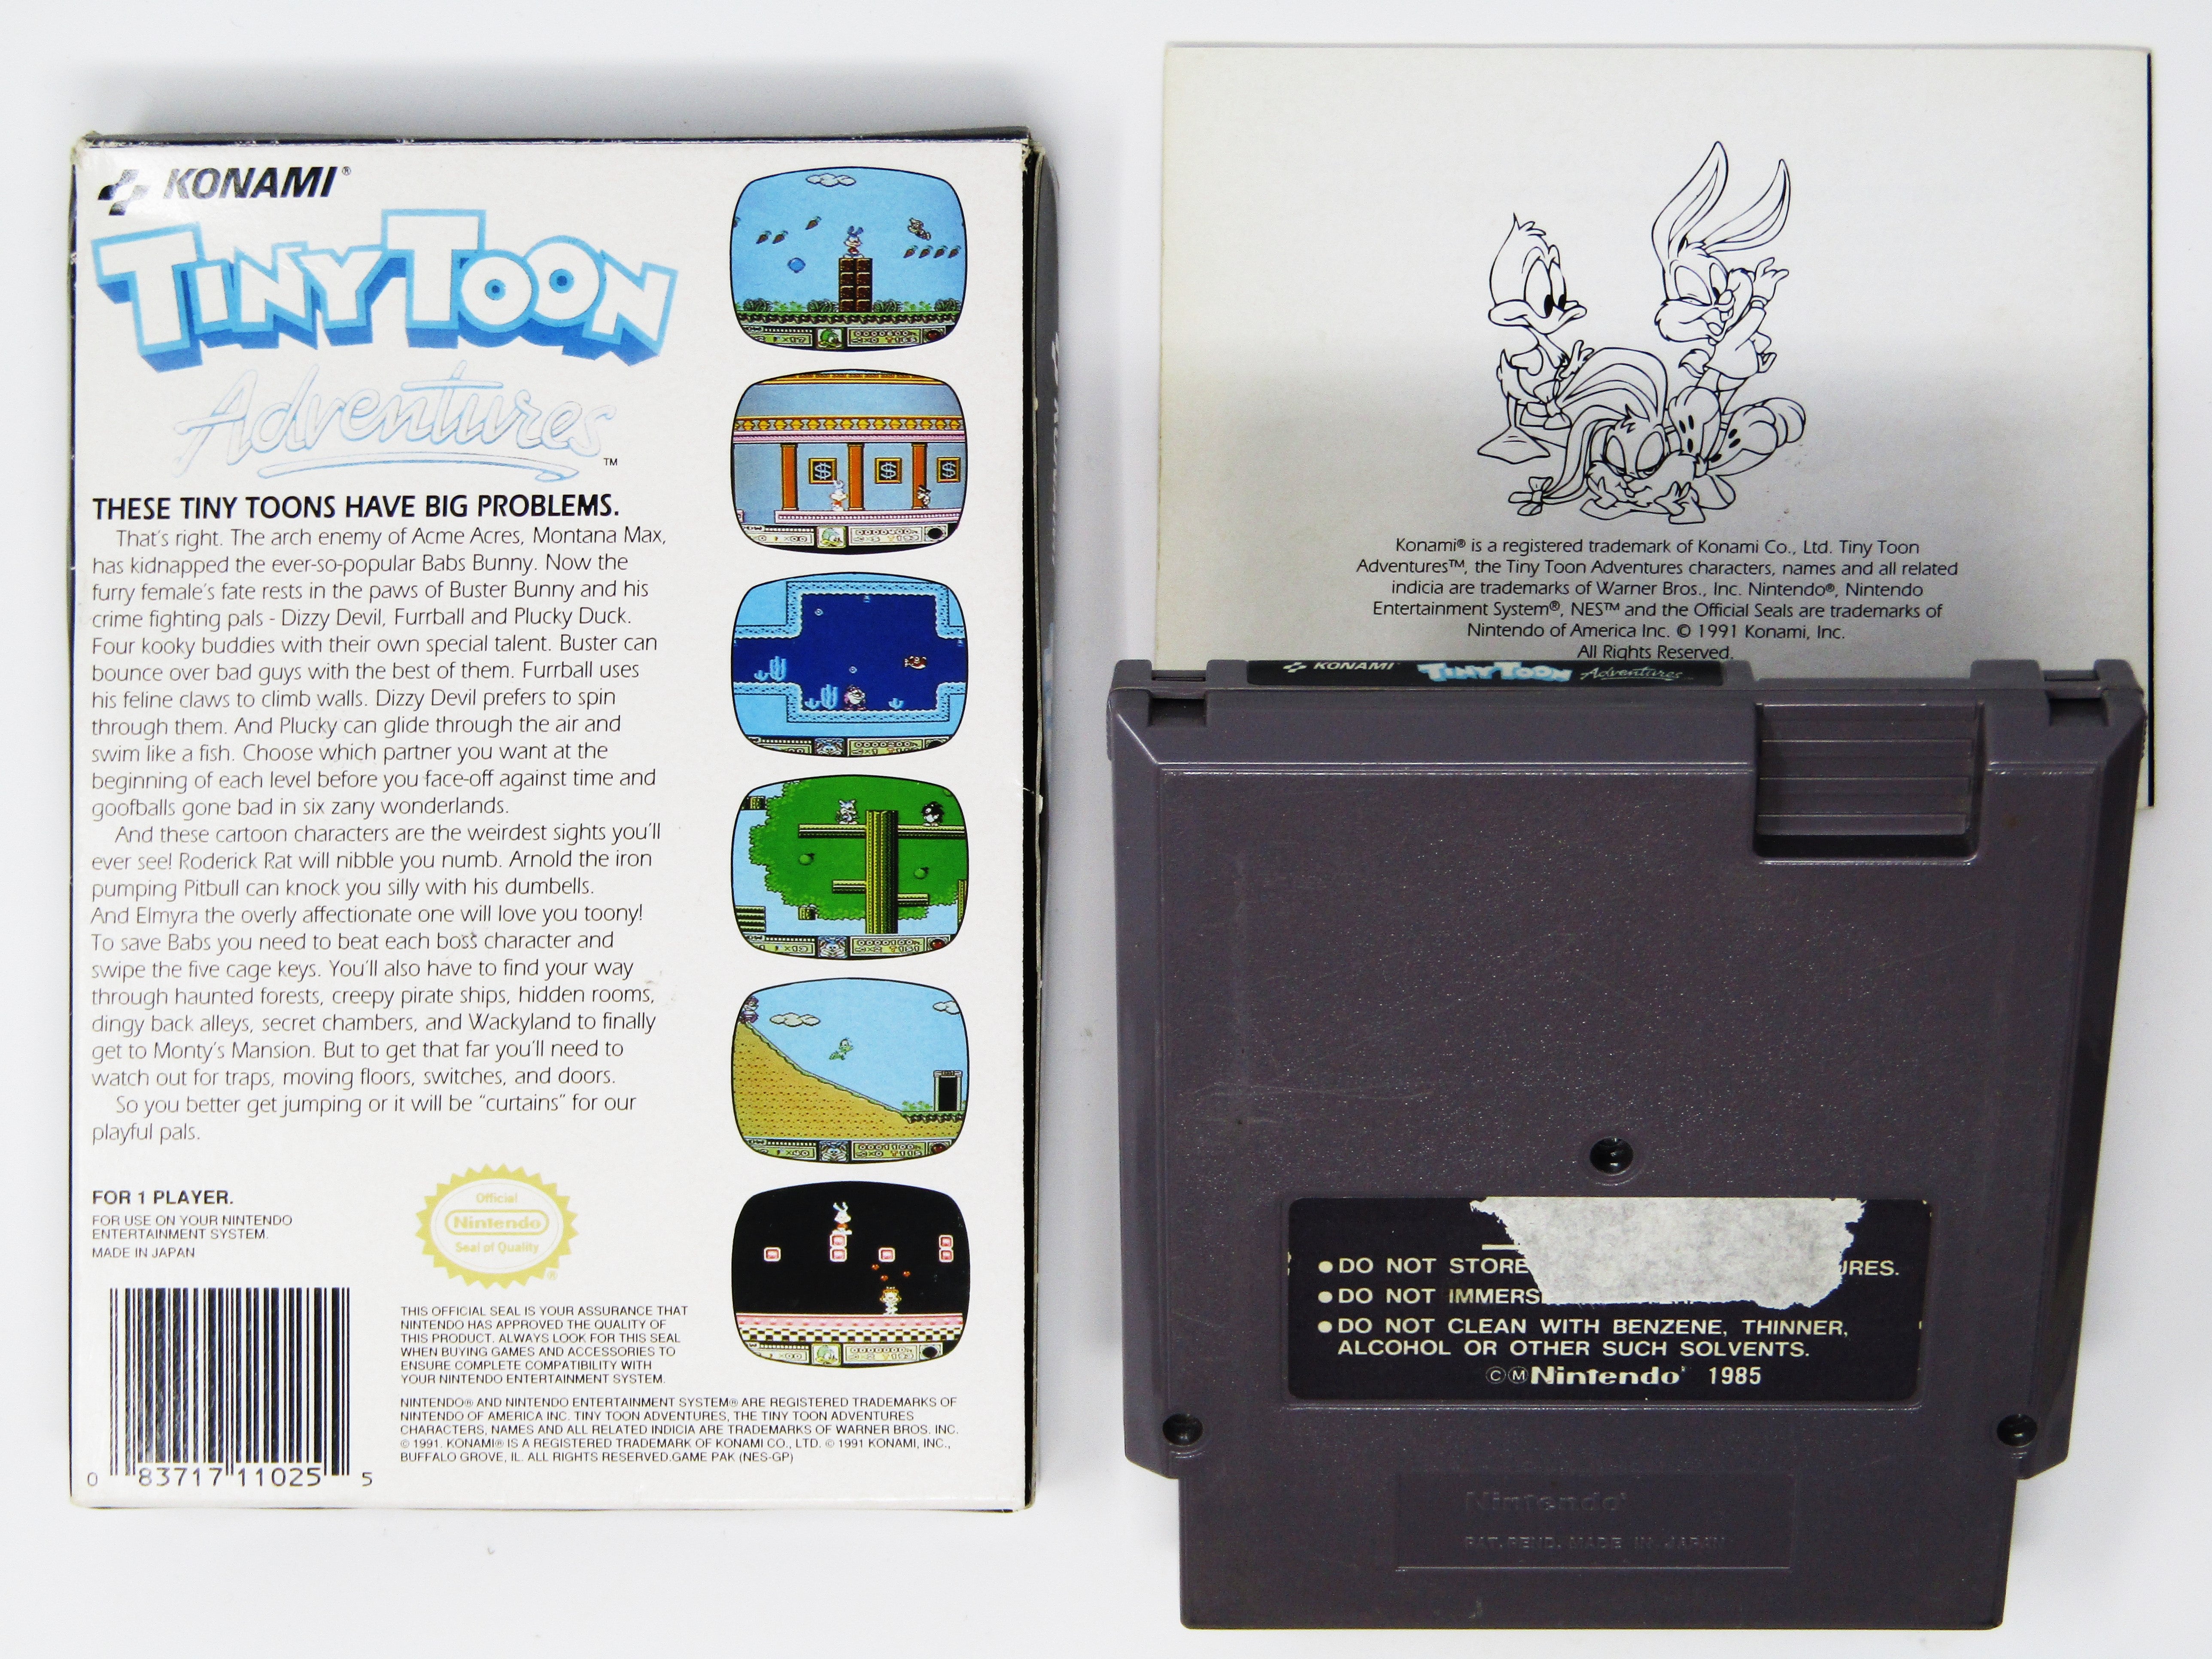 KONAMI®
TINY TOON
Adventures™
THESE TINY TOONS HAVE BIG PROBLEMS.
That's right. The arch enemy of Acme Acres, Montana Max,
has kidnapped the ever-so-popular Babs Bunny. Now the
furry female's fate rests in the paws of Buster Bunny and his
crime fighting pals - Dizzy Devil, Furrball and Plucky Duck.
Four kooky buddies with their own special talent. Buster can
bounce over bad guys with the best of them. Furrball uses
his feline claws to climb walls. Dizzy Devil prefers to spin
through them. And Plucky can glide through the air and
swim like a fish. Choose which partner you want at the
beginning of each level before you face-off against time and
goofballs gone bad in six zany wonderlands.
And these cartoon characters are the weirdest sights you'll
ever see! Roderick Rat will nibble you numb. Arnold the iron
pumping Pitbull can knock you silly with his dumbells.
And Elmyra the overly affectionate one will love you toony!
To save Babs you need to beat each boss character and
swipe the five cage keys. You'll also have to find your way
through haunted forests, creepy pirate ships, hidden rooms,
dingy back alleys, secret chambers, and Wackyland to finally
get to Monty's Mansion. But to get that far you'll need to
watch out for traps, moving floors, switches, and doors.
So you better get jumping or it will be "curtains" for our
playful pals.
FOR 1 PLAYER.
FOR USE ON YOUR NINTENDO
ENTERTAINMENT SYSTEM.
MADE IN JAPAN
Official
Nintendo
Seal of Quality
®
THIS OFFICIAL SEAL IS YOUR ASSURANCE THAT
NINTENDO HAS APPROVED THE QUALITY OF
THIS PRODUCT. ALWAYS LOOK FOR THIS SEAL
WHEN BUYING GAMES AND ACCESSORIES TO
ENSURE COMPLETE COMPATIBILITY WITH
YOUR NINTENDO ENTERTAINMENT SYSTEM.
NINTENDO® AND NINTENDO ENTERTAINMENT SYSTEM® ARE REGISTERED TRADEMARKS OF
NINTENDO OF AMERICA INC. TINY TOON ADVENTURES, THE TINY TOON ADVENTURES
CHARACTERS, NAMES AND ALL RELATED INDICIA ARE TRADEMARKS OF WARNER BROS. INC.
© 1991. KONAMI® IS A REGISTERED TRADEMARK OF KONAMI CO., LTD. © 1991 KONAMI, INC.,
BUFFALO GROVE, IL. ALL RIGHTS RESERVED.GAME PAK (NES-GP)
0 83717 11025 5
$ $ $
Konami® is a registered trademark of Konami Co., Ltd. Tiny Toon
Adventures™, the Tiny Toon Adventures characters, names and all related
indicia are trademarks of Warner Bros., Inc. Nintendo®, Nintendo
Entertainment System®, NES™ and the Official Seals are trademarks of
Nintendo of America Inc. © 1991 Konami, Inc.
All Rights Reserved.
KONAMI TINY TOON Adventures
●DO NOT STORE URES.
●DO NOT IMMERS
●DO NOT CLEAN WITH BENZENE, THINNER,
ALCOHOL OR OTHER SUCH SOLVENTS.
©ⓂNintendo® 1985
Nintendo®
PAT. PEND. MADE IN JAPAN